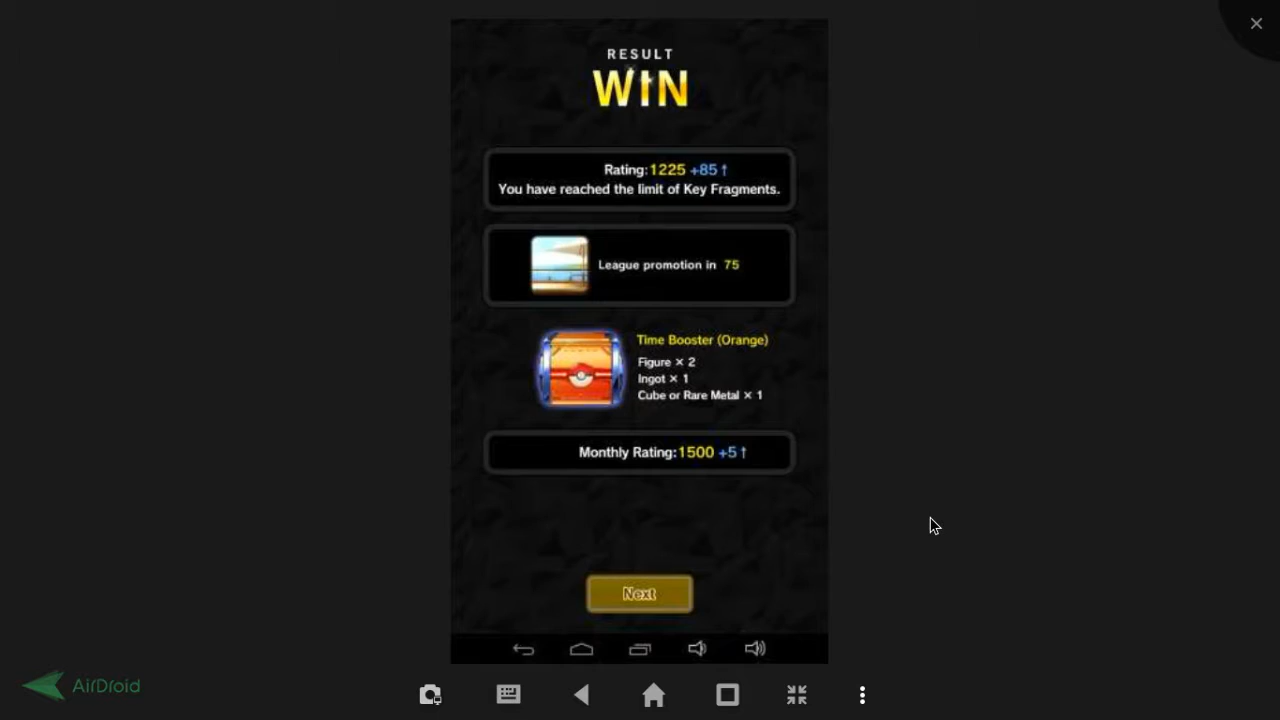 RESULT
WIN
Rating:1225 +85↑
You have reached the limit of Key Fragments.
League promotion in 75
Time Booster (Orange)
Figure × 2
Ingot × 1
Cube or Rare Metal × 1
Monthly Rating:1500 +5↑
Next
AirDroid